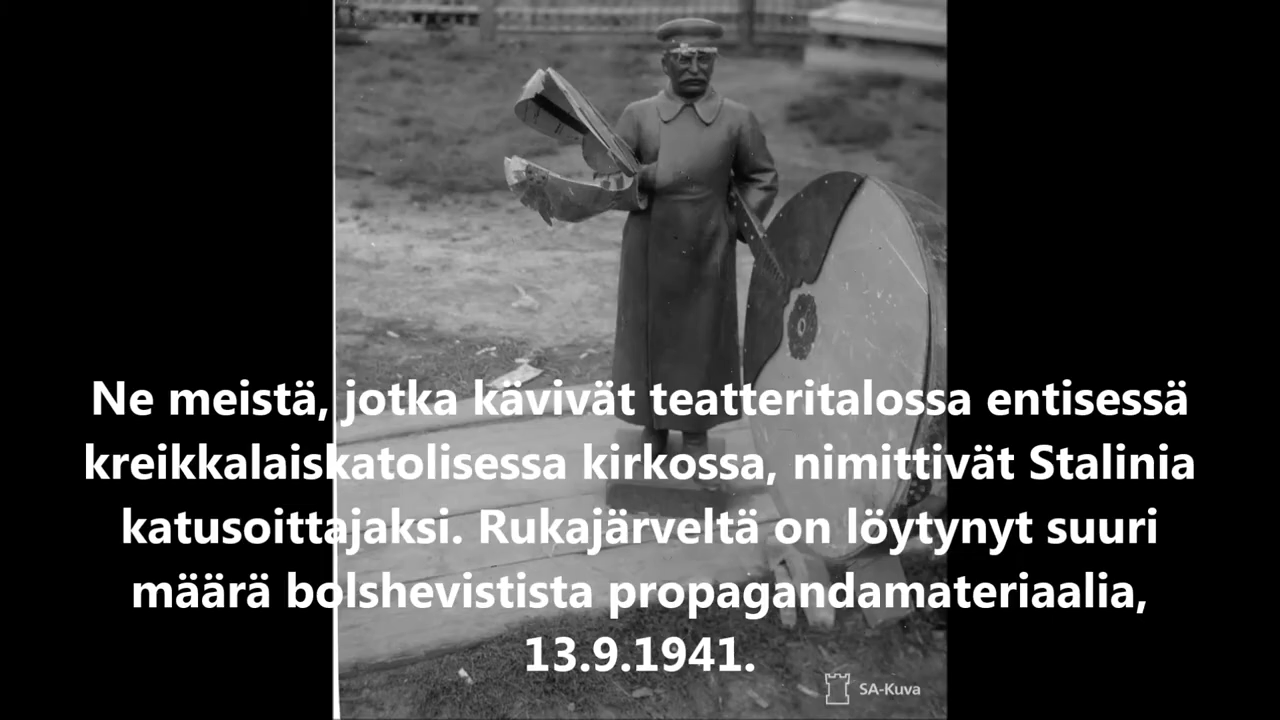 Ne meistä, jotka kävivät teatteritalossa entisessä
kreikkalaiskatolisessa kirkossa, nimittivät Stalinia
katusoittajaksi. Rukajärveltä on löytynyt suuri
määrä bolshevistista propagandamateriaalia,
13.9.1941.
SA-Kuva